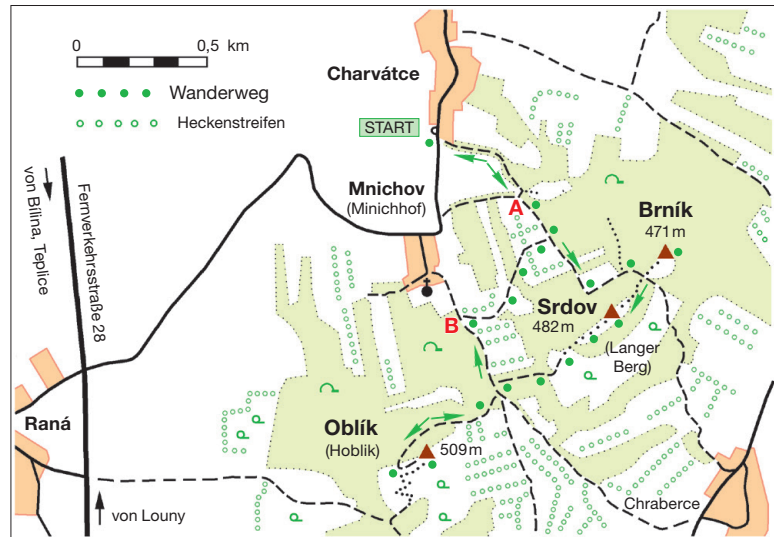 0 0,5 km
Wanderweg
Heckenstreifen
Charvátce
START
Mnichov
(Minichhof)
A
Brník
471 m
von Bílina, Teplice
Fernverkehrsstraße 28
Srdov
482 m
(Langer
Berg)
B
Raná
Oblík
(Hoblik)
509 m
Chraberce
von Louny